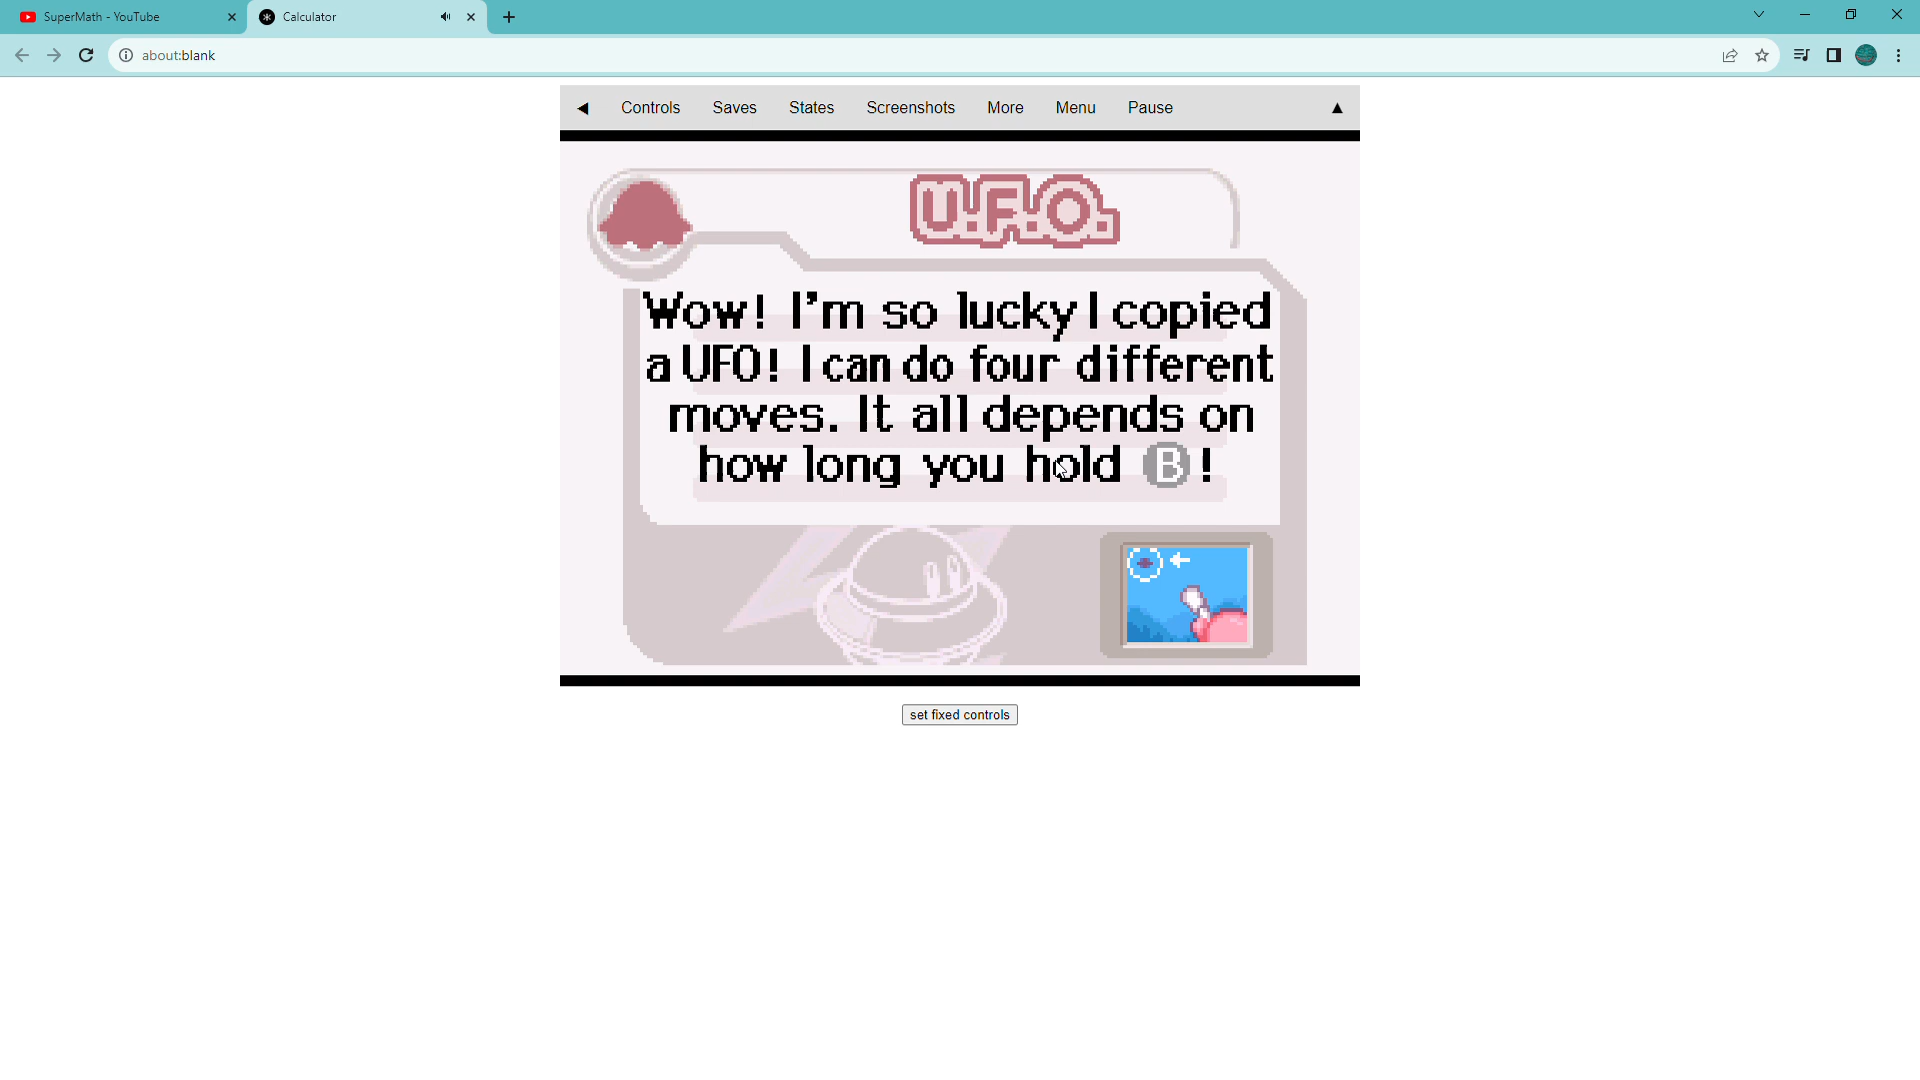 SuperMath - YouTube
Calculator
about:blank
Controls Saves States Screenshots More Menu Pause
U.F.O.
Wow! I'm so lucky I copied
a UFO! I can do four different
moves. It all depends on
how long you hold B!
set fixed controls